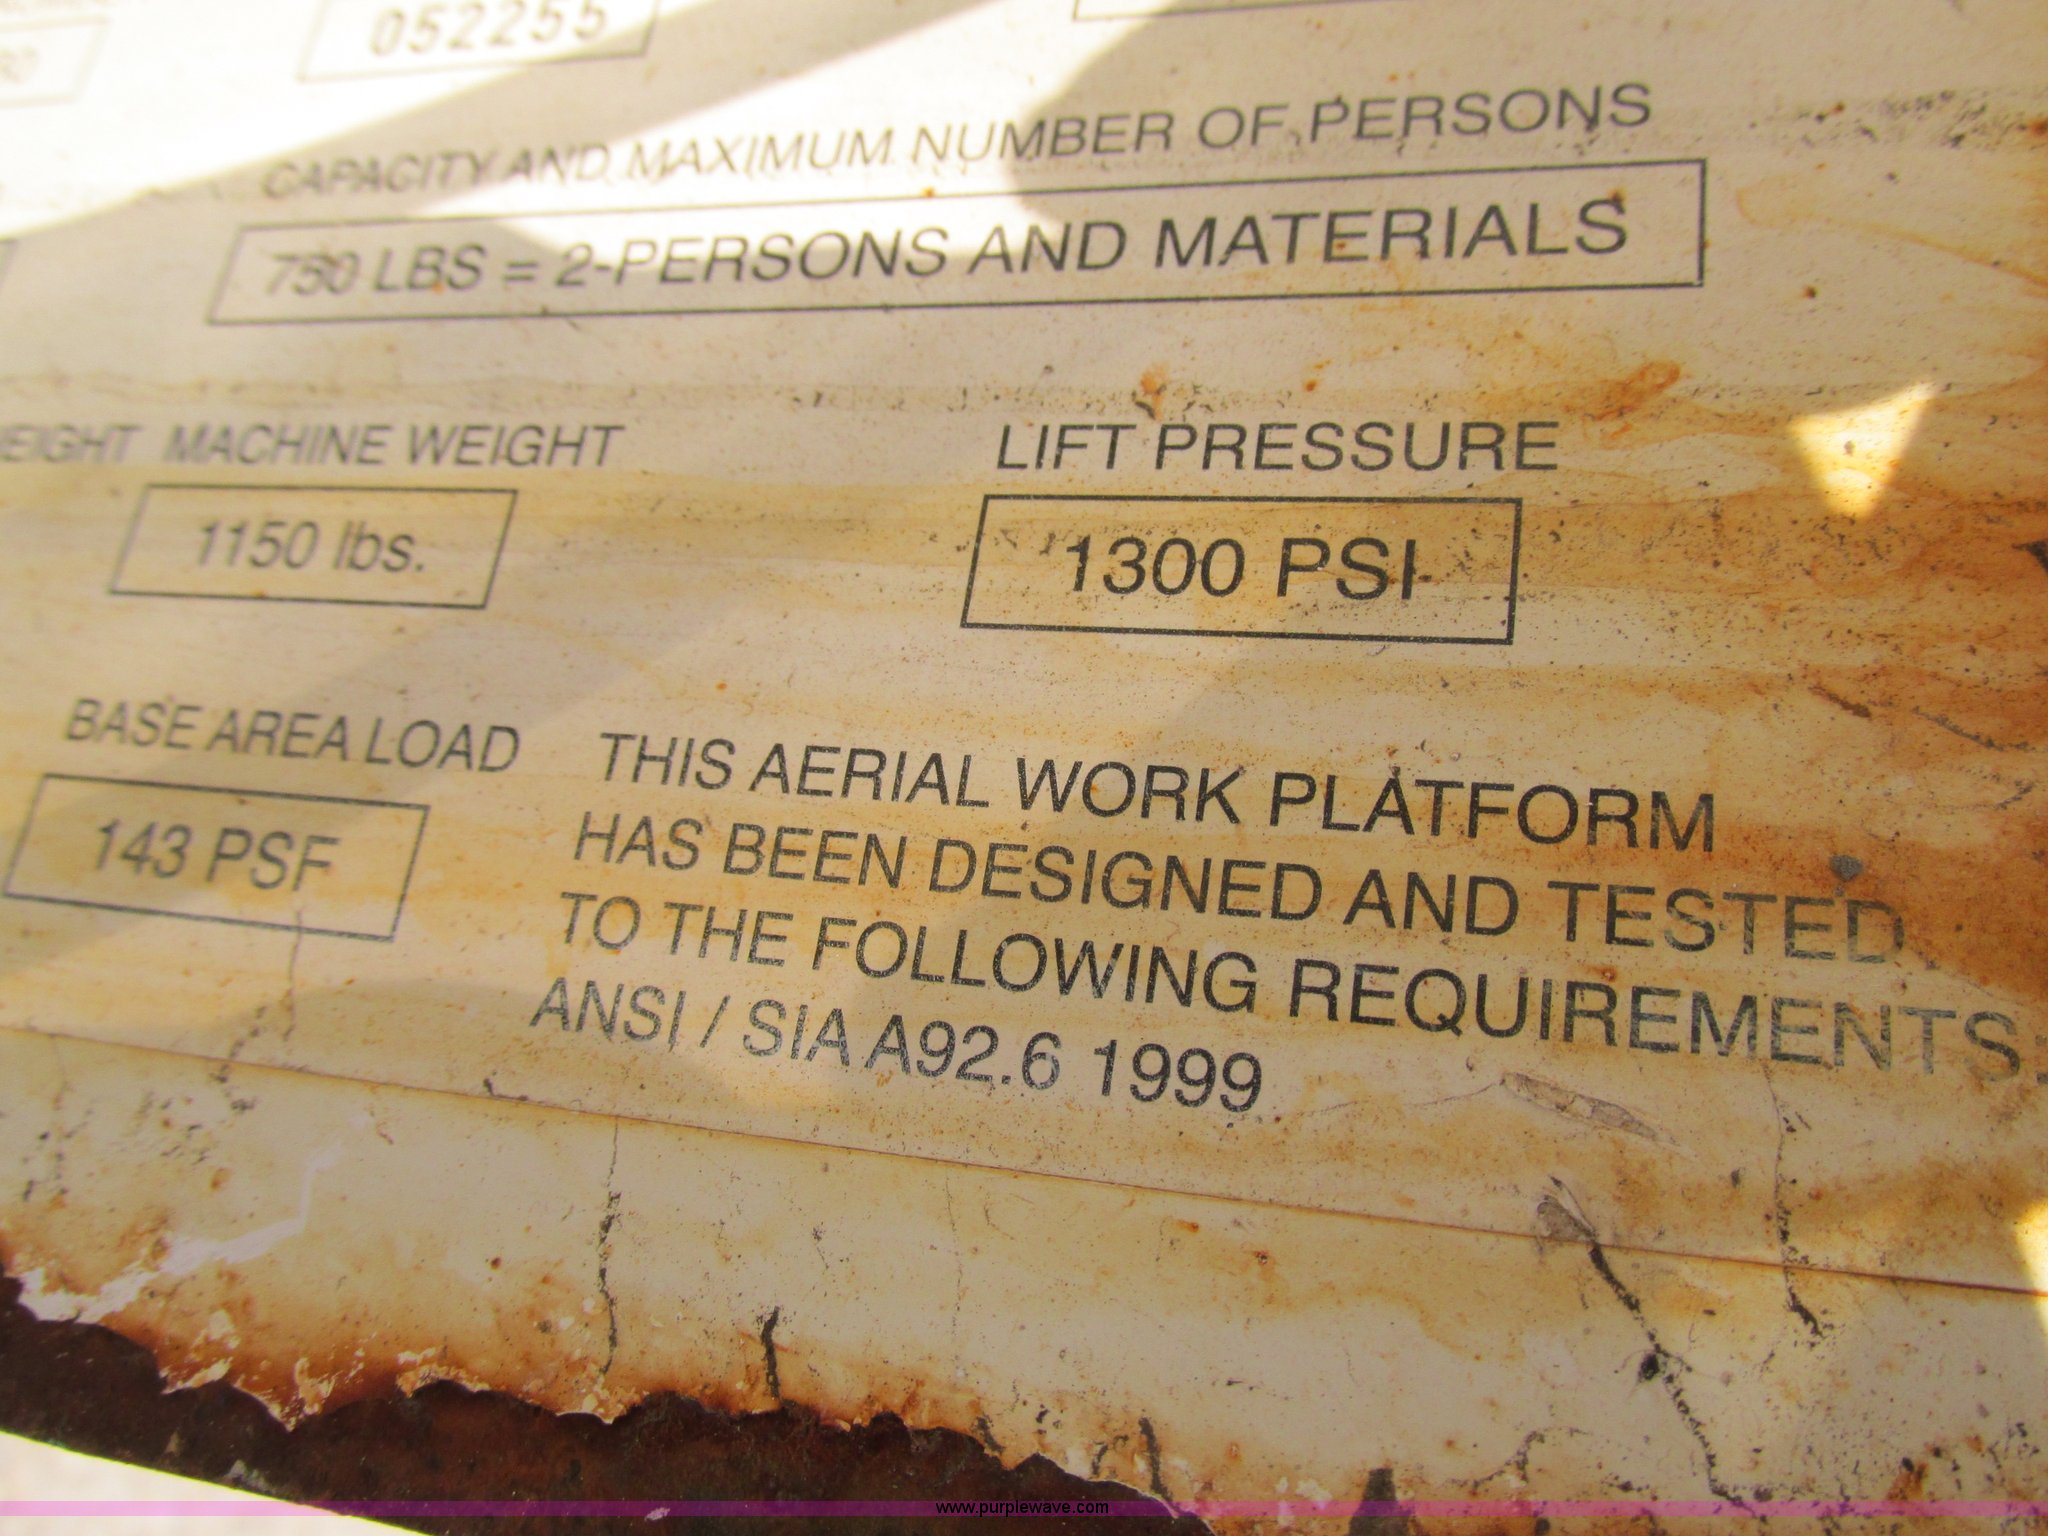 052255
CAPACITY AND MAXIMUM NUMBER OF PERSONS
750 LBS = 2-PERSONS AND MATERIALS
MACHINE WEIGHT
LIFT PRESSURE
1150 lbs.
1300 PSI
BASE AREA LOAD
143 PSF
THIS AERIAL WORK PLATFORM
HAS BEEN DESIGNED AND TESTED
TO THE FOLLOWING REQUIREMENTS:
ANSI / SIA A92.6 1999
www.purplewave.com